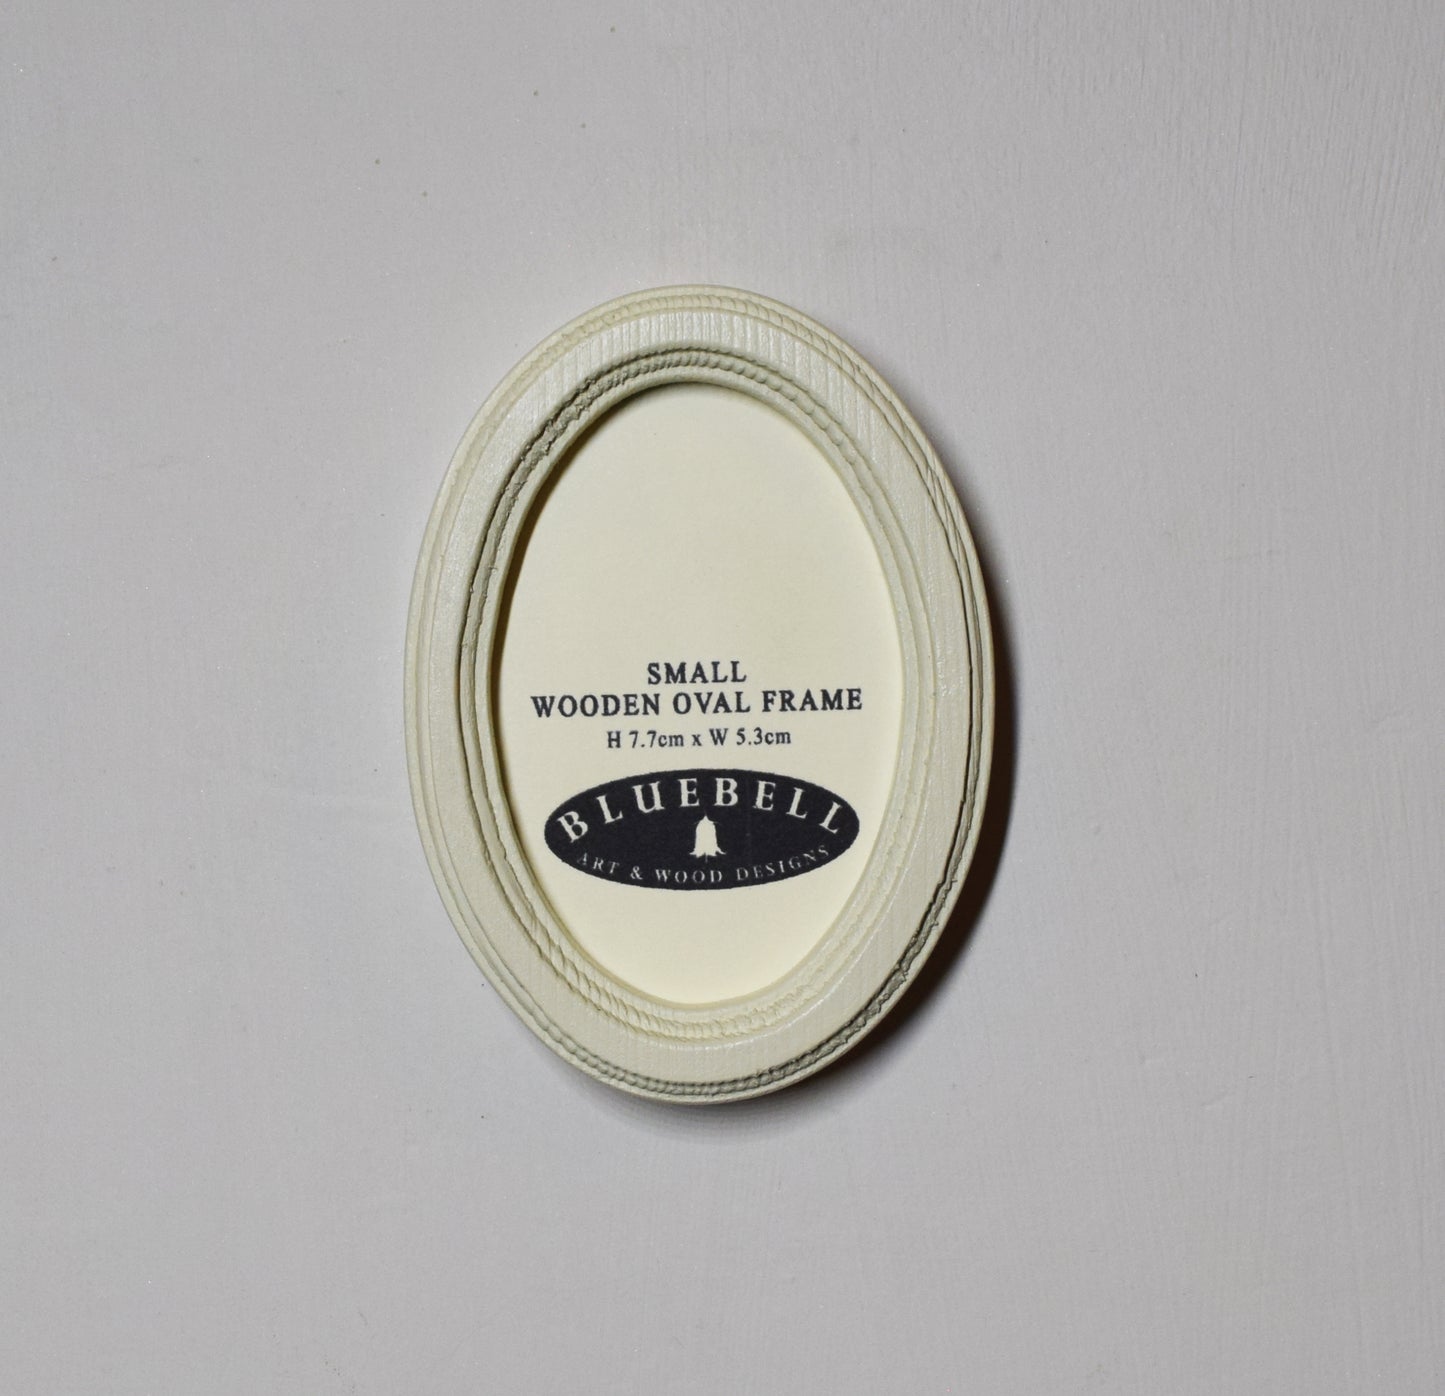 SMALL
WOODEN OVAL FRAME
H 7.7cm x W 5.3cm
BLUEBELL
ART & WOOD DESIGNS